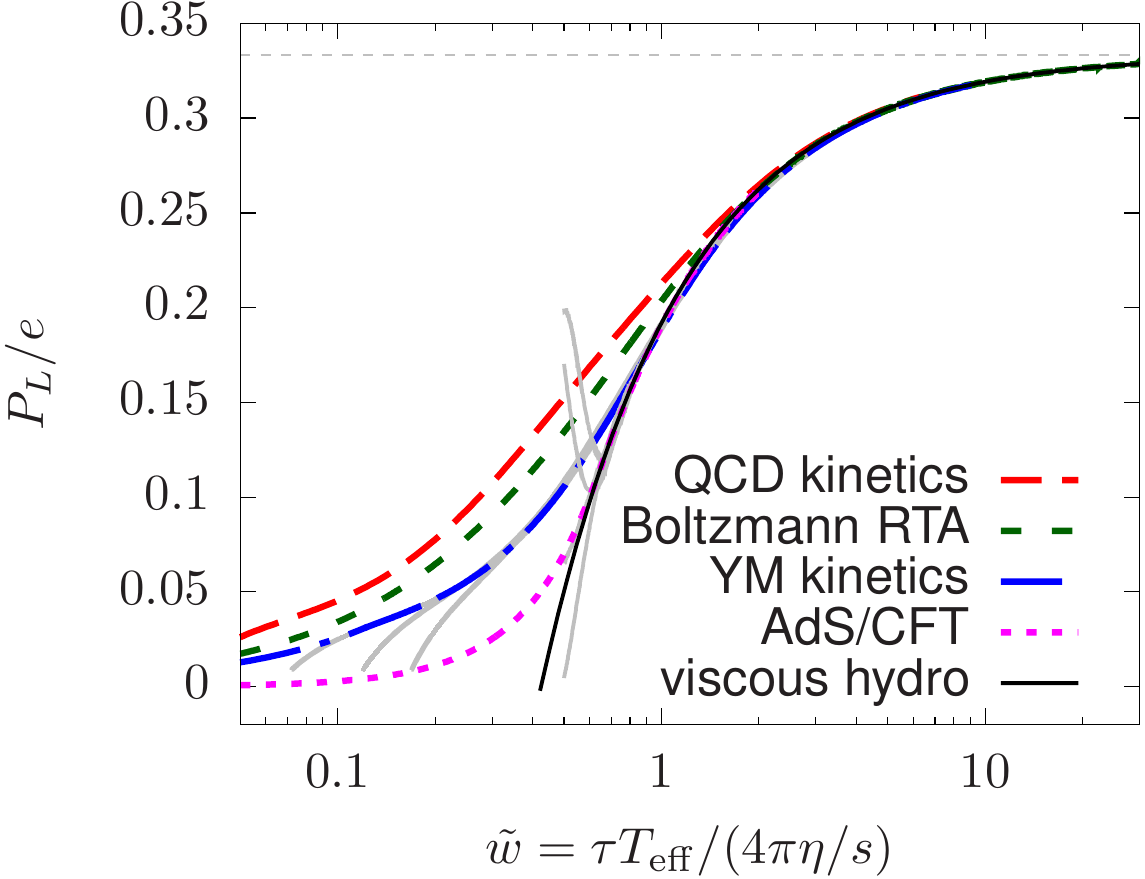 0.35
0.3
0.25
0.2
0.15
0.1
0.05
0
P_L/e
QCD kinetics
Boltzmann RTA
YM kinetics
AdS/CFT
viscous hydro
0.1 1 10
w̃ = τT_eff/(4πη/s)